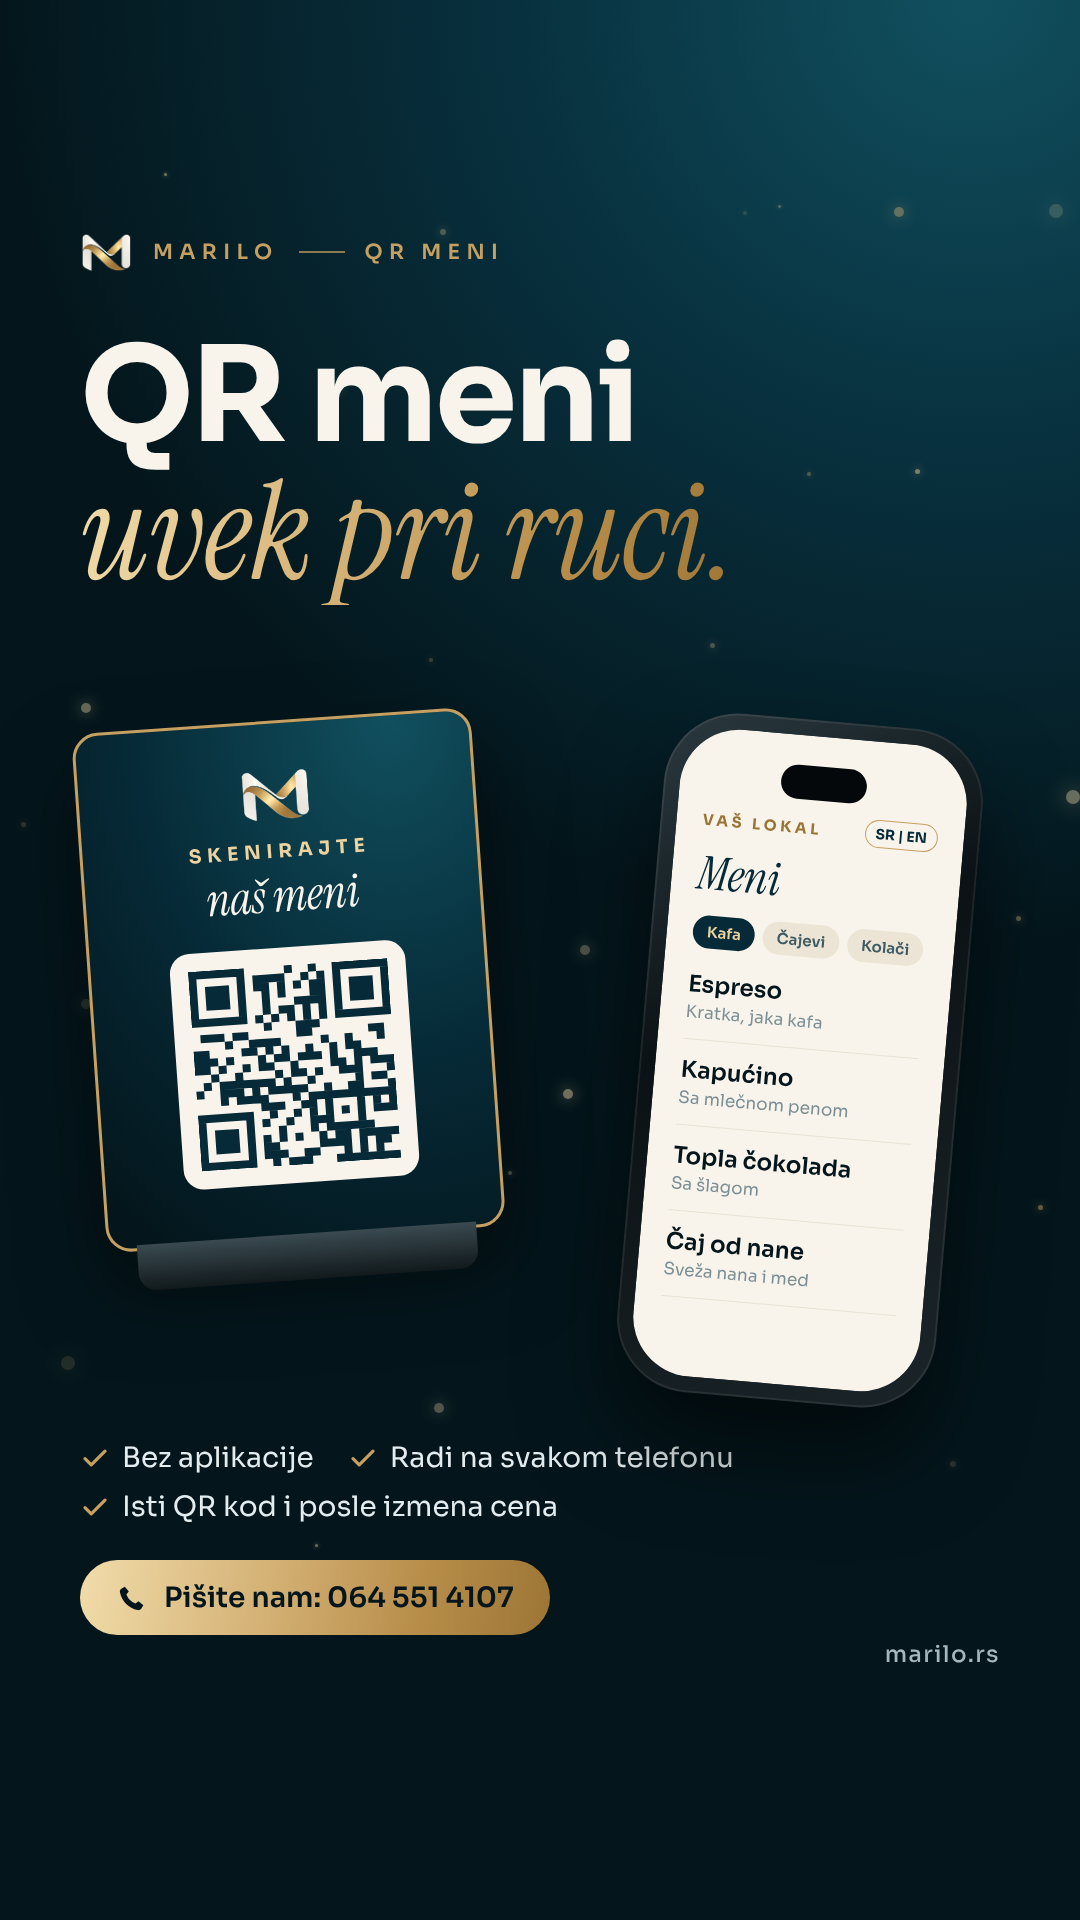 MARILO — QR MENI
QR meni
uvek pri ruci.
SKENIRAJTE
naš meni
VAŠ LOKAL
SR | EN
Meni
Kafa
Čajevi
Kolači
Espreso
Kratka, jaka kafa
Kapućino
Sa mlečnom penom
Topla čokolada
Sa šlagom
Čaj od nane
Sveža nana i med
Bez aplikacije
Radi na svakom telefonu
Isti QR kod i posle izmena cena
Pišite nam: 064 551 4107
marilo.rs